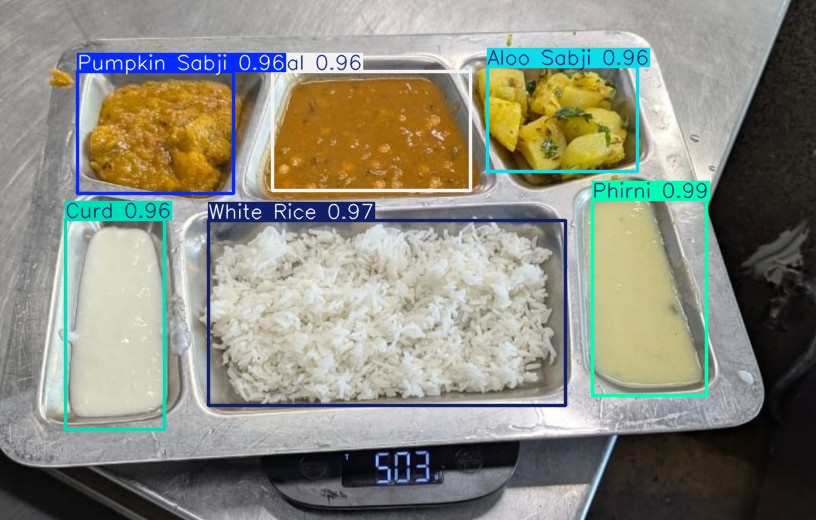 Pumpkin Sabji 0.96
al 0.96
Aloo Sabji 0.96
Curd 0.96
White Rice 0.97
Phirni 0.99
T
503